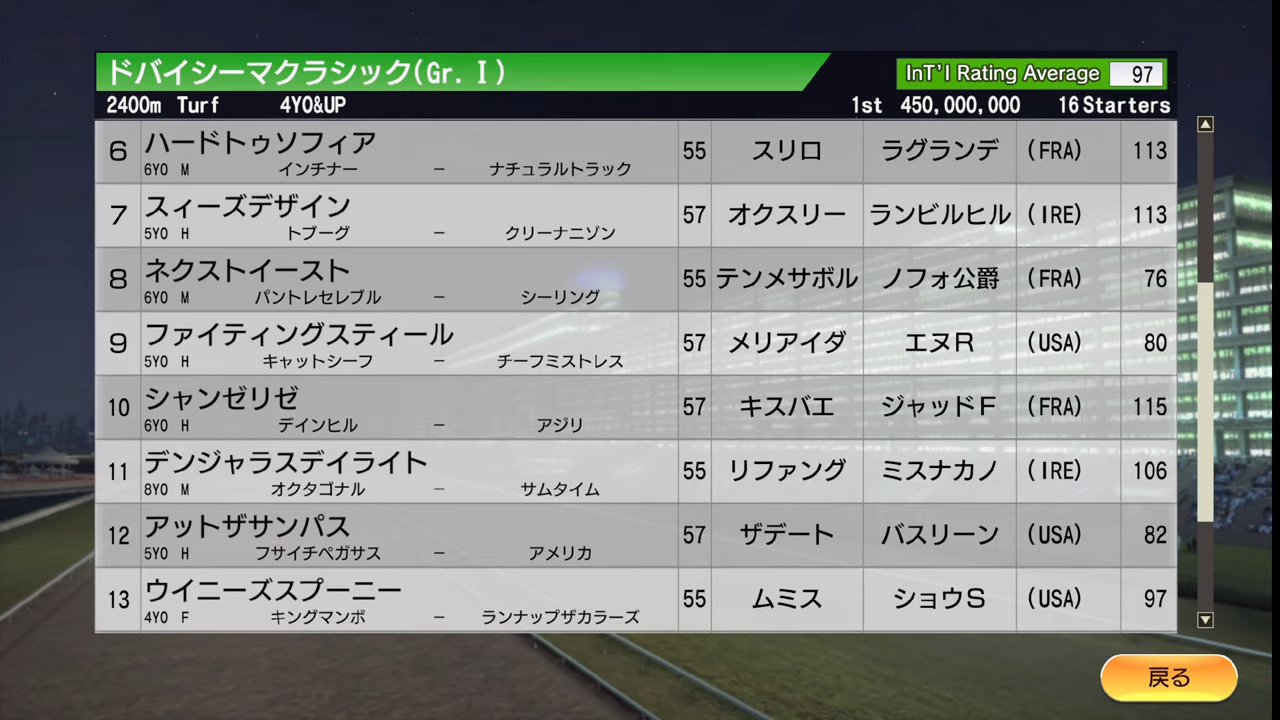 ドバイシーマクラシック(Gr.Ⅰ)
InT'l Rating Average 97
2400m Turf 4YO&UP 1st 450,000,000 16 Starters
6 ハードトゥソフィア 55 スリロ ラグランデ (FRA) 113
6YO M インチナー － ナチュラルトラック
7 スィーズデザイン 57 オクスリー ランビルヒル (IRE) 113
5YO H トブーグ － クリーナニゾン
8 ネクストイースト 55 テンメサボル ノフォ公爵 (FRA) 76
6YO M パントレセレブル － シーリング
9 ファイティングスティール 57 メリアイダ エヌR (USA) 80
5YO H キャットシーフ － チーフミストレス
10 シャンゼリゼ 57 キスバエ ジャッドF (FRA) 115
6YO H デインヒル － アジリ
11 デンジャラスデイライト 55 リファング ミスナカノ (IRE) 106
8YO M オクタゴナル － サムタイム
12 アットザサンパス 57 ザデート バスリーン (USA) 82
5YO H フサイチペガサス － アメリカ
13 ウイニーズスプーニー 55 ムミス ショウS (USA) 97
4YO F キングマンボ － ランナップザカラーズ
戻る